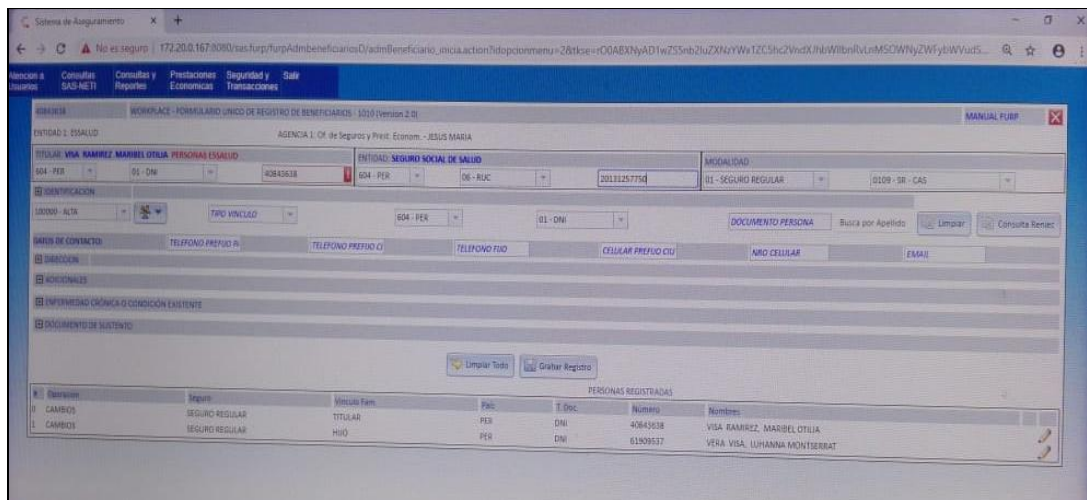 Sistema de Aseguramiento
No es seguro 172.20.0.167:8080/sas.furp/furpAdmbeneficiariosD/admBeneficiario_inicia.action?idopcionmenu=2&tkse=
Atencion a Usuarios
Consultas SAS-NETI
Consultas y Reportes
Prestaciones Economicas
Seguridad y Transacciones
Salir
40843638 WORKPLACE - FORMULARIO UNICO DE REGISTRO DE BENEFICIARIOS - 1010 (Version 2.0) MANUAL FURP
ENTIDAD 1: ESSALUD AGENCIA 1: Of. de Seguros y Prest. Econom. - JESUS MARIA
TITULAR: VISA RAMIREZ MARIBEL OTILIA PERSONAS ESSALUD ENTIDAD: SEGURO SOCIAL DE SALUD MODALIDAD
604 - PER 01 - DNI 40843638 604 - PER 06 - RUC 20131257750 01 - SEGURO REGULAR 0109 - SR - CAS
IDENTIFICACION
100000 - ALTA TIPO VINCULO 604 - PER 01 - DNI DOCUMENTO PERSONA Busca por Apellido Limpiar Consulta Reniec
DATOS DE CONTACTO: TELEFONO PREFIJO TELEFONO PREFIJO CI TELEFONO FIJO CELULAR PREFIJO CIU NRO CELULAR EMAIL
DIRECCION
ADICIONALES
ENFERMEDAD CRÓNICA O CONDICIÓN EXISTENTE
DOCUMENTO DE SUSTENTO
Limpiar Todo Grabar Registro
PERSONAS REGISTRADAS
# Operacion Seguro Vinculo Fam. Pais T. Doc. Número Nombres
0 CAMBIOS SEGURO REGULAR TITULAR PER DNI 40843638 VISA RAMIREZ, MARIBEL OTILIA
1 CAMBIOS SEGURO REGULAR HIJO PER DNI 61909537 VERA VISA, LUHANNA MONTSERRAT